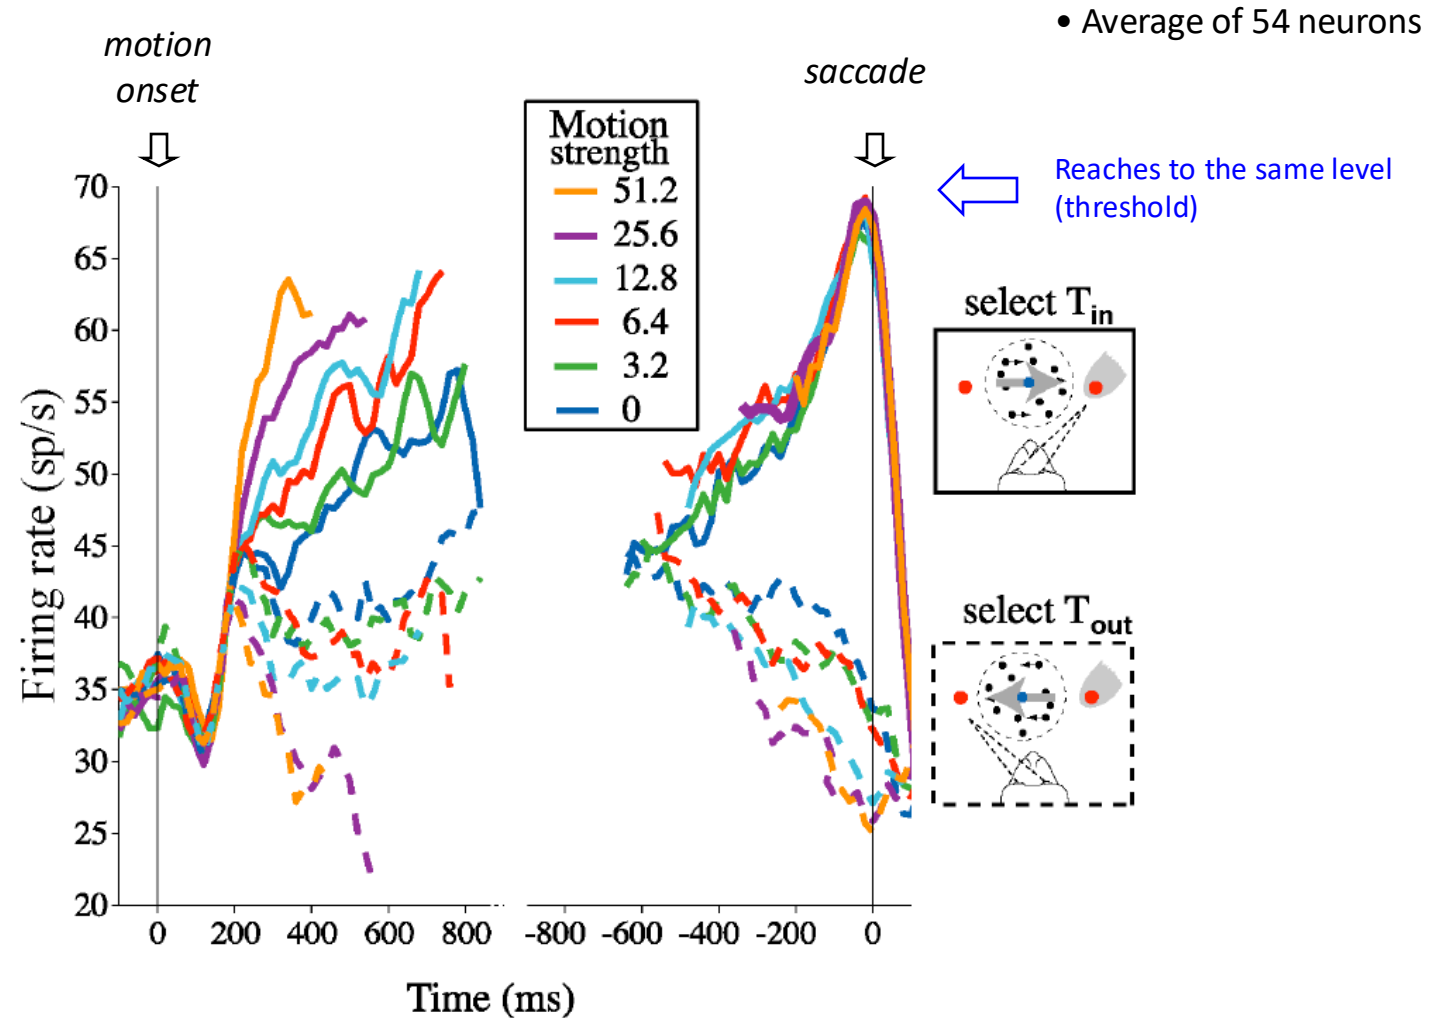 • Average of 54 neurons
motion
onset
saccade
Motion
strength
51.2
25.6
12.8
6.4
3.2
0
Reaches to the same level
(threshold)
select Tin
select Tout
Firing rate (sp/s)
70
65
60
55
50
45
40
35
30
25
20
0 200 400 600 800
-800 -600 -400 -200 0
Time (ms)